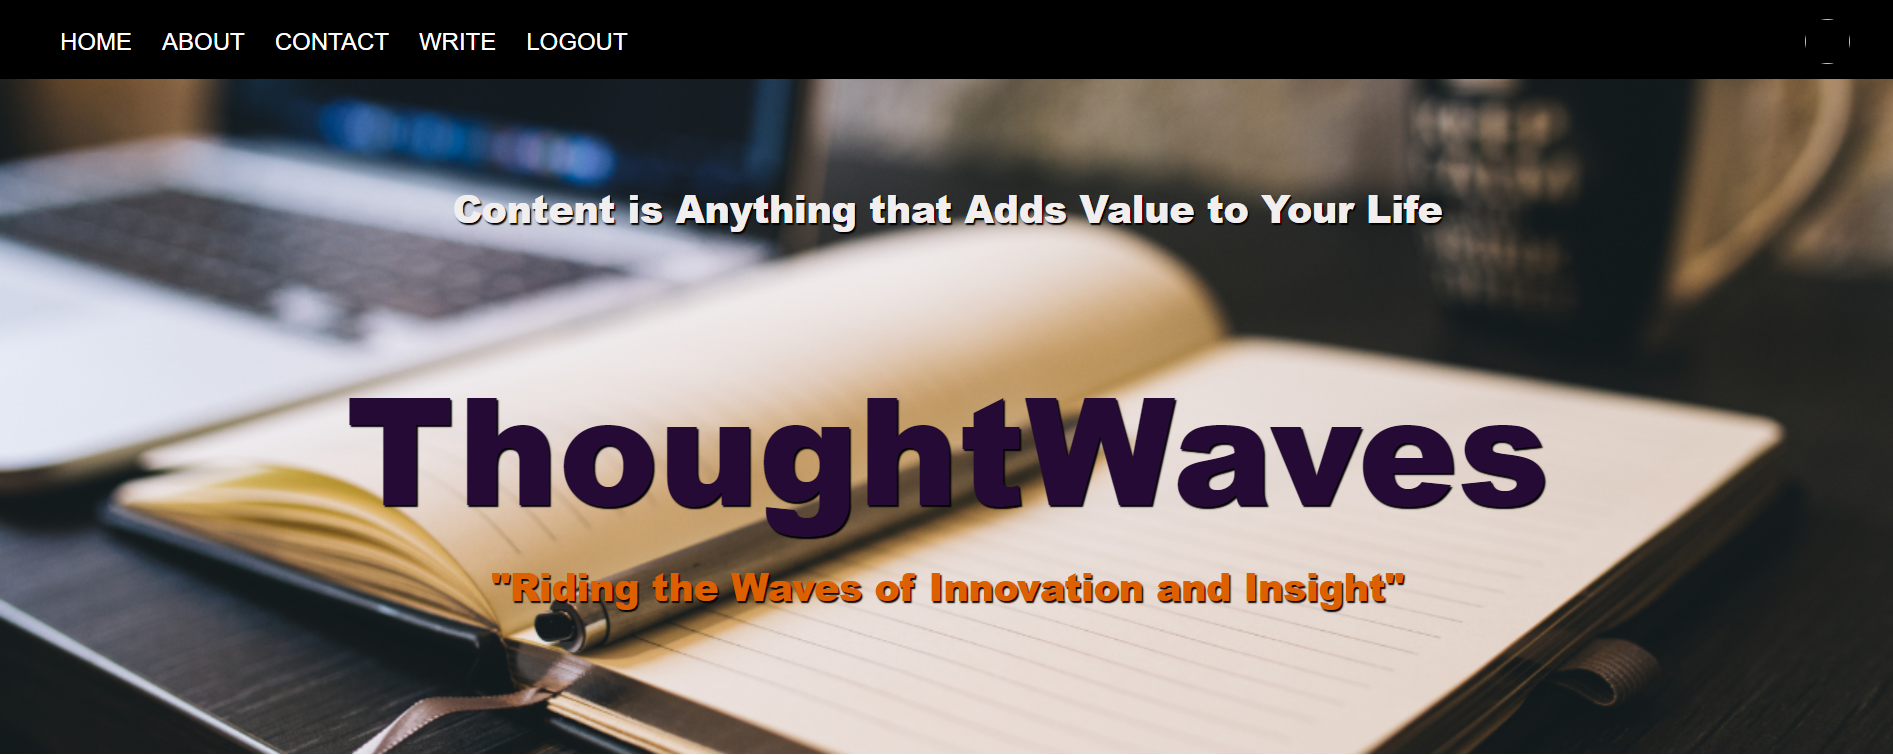 HOME ABOUT CONTACT WRITE LOGOUT
Content is Anything that Adds Value to Your Life
ThoughtWaves
"Riding the Waves of Innovation and Insight"